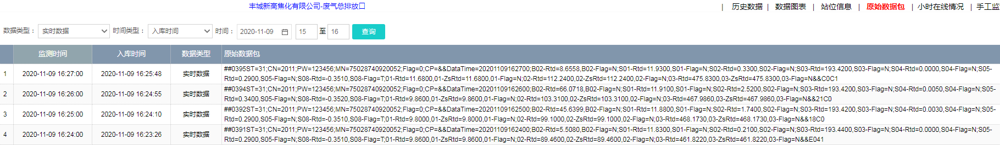 丰城新高焦化有限公司-废气总排放口
| 历史数据 | 数据图表 | 站位信息 | 原始数据包 | 小时在线情况 | 手工监
数据类型： 实时数据 时间类型： 入库时间 时间： 2020-11-09 15 至 16 查询
监测时间 入库时间 数据类型 原始数据包
1 2020-11-09 16:27:00 2020-11-09 16:25:48 实时数据 ##0395ST=31;CN=2011;PW=123456;MN=75028740920052;Flag=0;CP=&&DataTime=20201109162700;B02-Rtd=8.6558,B02-Flag=N;S01-Rtd=11.9300,S01-Flag=N;S02-Rtd=0.3300,S02-Flag=N;S03-Rtd=193.4200,S03-Flag=N;S04-Rtd=0.0000,S04-Flag=N;S05-
Rtd=0.2900,S05-Flag=N;S08-Rtd=-0.3510,S08-Flag=T;01-Rtd=11.6800,01-ZsRtd=11.6800,01-Flag=N;02-Rtd=112.2400,02-ZsRtd=112.2400,02-Flag=N;03-Rtd=475.8300,03-ZsRtd=475.8300,03-Flag=N&&C0C1
2 2020-11-09 16:26:00 2020-11-09 16:24:55 实时数据 ##0394ST=31;CN=2011;PW=123456;MN=75028740920052;Flag=0;CP=&&DataTime=20201109162600;B02-Rtd=66.0718,B02-Flag=N;S01-Rtd=11.9100,S01-Flag=N;S02-Rtd=2.5200,S02-Flag=N;S03-Rtd=193.4200,S03-Flag=N;S04-Rtd=0.0050,S04-Flag=N;S05-
Rtd=0.3400,S05-Flag=N;S08-Rtd=-0.3520,S08-Flag=T;01-Rtd=9.8600,01-ZsRtd=9.8600,01-Flag=N;02-Rtd=103.3100,02-ZsRtd=103.3100,02-Flag=N;03-Rtd=467.9860,03-ZsRtd=467.9860,03-Flag=N&&21C0
3 2020-11-09 16:25:00 2020-11-09 16:24:10 实时数据 ##0392ST=31;CN=2011;PW=123456;MN=75028740920052;Flag=0;CP=&&DataTime=20201109162500;B02-Rtd=45.6399,B02-Flag=N;S01-Rtd=11.8800,S01-Flag=N;S02-Rtd=1.7400,S02-Flag=N;S03-Rtd=193.4200,S03-Flag=N;S04-Rtd=0.0030,S04-Flag=N;S05-
Rtd=0.2900,S05-Flag=N;S08-Rtd=-0.3510,S08-Flag=T;01-Rtd=9.8000,01-ZsRtd=9.8000,01-Flag=N;02-Rtd=99.1000,02-ZsRtd=99.1000,02-Flag=N;03-Rtd=468.1730,03-ZsRtd=468.1730,03-Flag=N&&18C0
4 2020-11-09 16:24:00 2020-11-09 16:23:26 实时数据 ##0391ST=31;CN=2011;PW=123456;MN=75028740920052;Flag=0;CP=&&DataTime=20201109162400;B02-Rtd=5.5080,B02-Flag=N;S01-Rtd=11.8300,S01-Flag=N;S02-Rtd=0.2100,S02-Flag=N;S03-Rtd=193.4400,S03-Flag=N;S04-Rtd=0.0000,S04-Flag=N;S05-
Rtd=0.2900,S05-Flag=N;S08-Rtd=-0.3510,S08-Flag=T;01-Rtd=9.8600,01-ZsRtd=9.8600,01-Flag=N;02-Rtd=89.4600,02-ZsRtd=89.4600,02-Flag=N;03-Rtd=461.8220,03-ZsRtd=461.8220,03-Flag=N&&E041